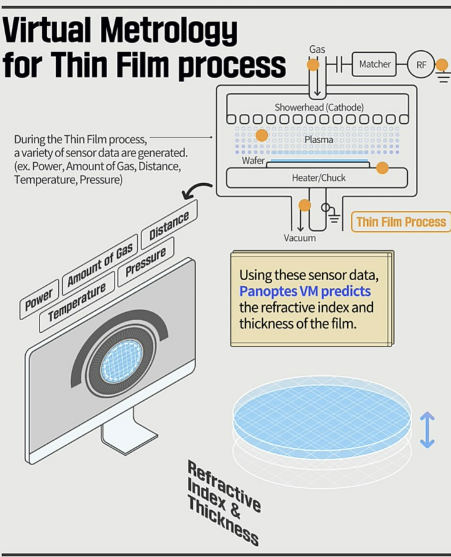 Virtual Metrology
for Thin Film process
Gas
Matcher
RF
Showerhead (Cathode)
Plasma
Wafer
Heater/Chuck
Vacuum
Thin Film Process
During the Thin Film process,
a variety of sensor data are generated.
(ex. Power, Amount of Gas, Distance,
Temperature, Pressure)
Power
Amount of Gas
Distance
Temperature
Pressure
Using these sensor data,
Panoptes VM predicts
the refractive index and
thickness of the film.
Refractive
Index &
Thickness